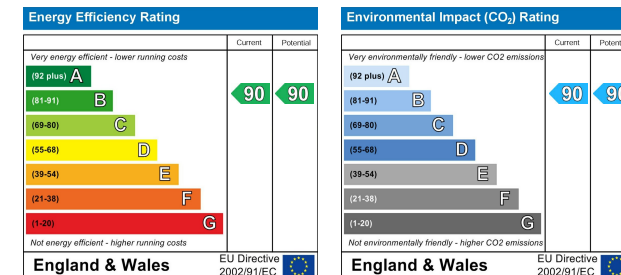 Energy Efficiency Rating
Current Potential
Very energy efficient - lower running costs
(92 plus) A
(81-91) B
90 90
(69-80) C
(55-68) D
(39-54) E
(21-38) F
(1-20) G
Not energy efficient - higher running costs
England & Wales
EU Directive
2002/91/EC
Environmental Impact (CO₂) Rating
Current
Very environmentally friendly - lower CO2 emissions
(92 plus) A
(81-91) B
90
(69-80) C
(55-68) D
(39-54) E
(21-38) F
(1-20) G
Not environmentally friendly - higher CO2 emissions
England & Wales
EU Directive
2002/91/EC